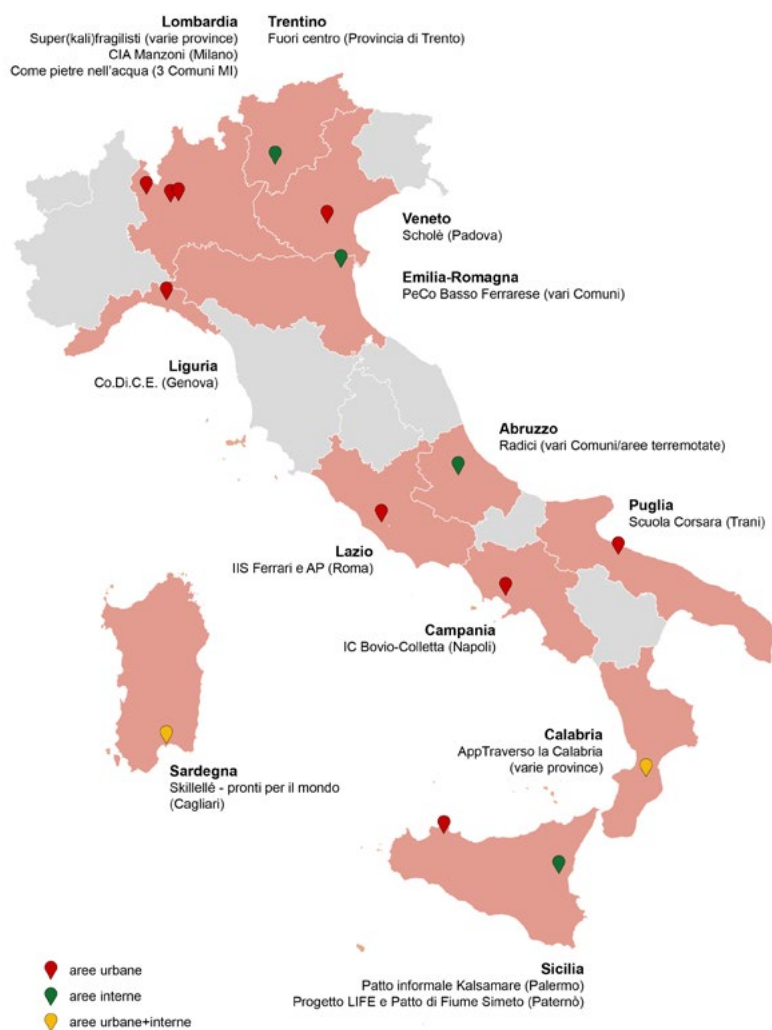 Lombardia
Super(kali)fragilisti (varie province)
CIA Manzoni (Milano)
Come pietre nell'acqua (3 Comuni MI)
Trentino
Fuori centro (Provincia di Trento)
Veneto
Scholè (Padova)
Emilia-Romagna
PeCo Basso Ferrarese (vari Comuni)
Liguria
Co.Di.C.E. (Genova)
Abruzzo
Radici (vari Comuni/aree terremotate)
Puglia
Scuola Corsara (Trani)
Lazio
IIS Ferrari e AP (Roma)
Campania
IC Bovio-Colletta (Napoli)
Calabria
AppTraverso la Calabria
(varie province)
Sardegna
Skillellé - pronti per il mondo
(Cagliari)
Sicilia
Patto informale Kalsamare (Palermo)
Progetto LIFE e Patto di Fiume Simeto (Paternò)
aree urbane
aree interne
aree urbane+interne